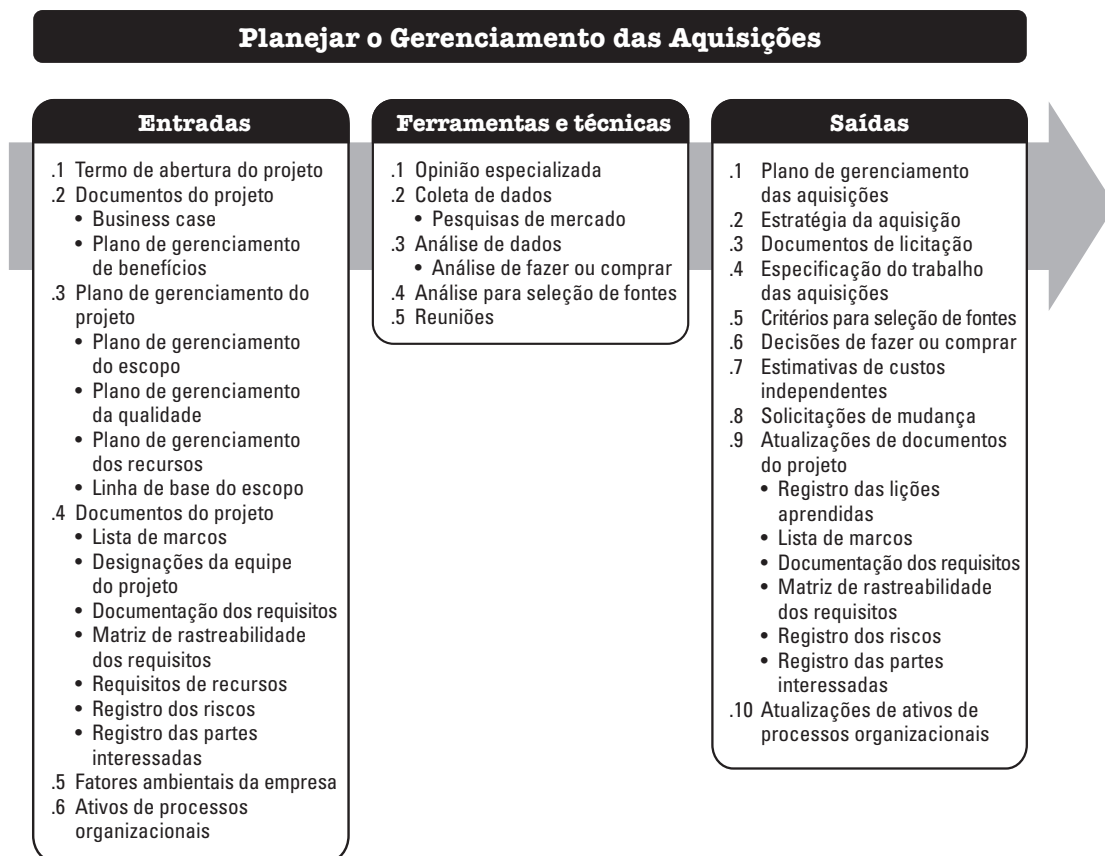 Planejar o Gerenciamento das Aquisições
Entradas
.1 Termo de abertura do projeto
.2 Documentos do projeto
• Business case
• Plano de gerenciamento
de benefícios
.3 Plano de gerenciamento do
projeto
• Plano de gerenciamento
do escopo
• Plano de gerenciamento
da qualidade
• Plano de gerenciamento
dos recursos
• Linha de base do escopo
.4 Documentos do projeto
• Lista de marcos
• Designações da equipe
do projeto
• Documentação dos requisitos
• Matriz de rastreabilidade
dos requisitos
• Requisitos de recursos
• Registro dos riscos
• Registro das partes
interessadas
.5 Fatores ambientais da empresa
.6 Ativos de processos
organizacionais
Ferramentas e técnicas
.1 Opinião especializada
.2 Coleta de dados
• Pesquisas de mercado
.3 Análise de dados
• Análise de fazer ou comprar
.4 Análise para seleção de fontes
.5 Reuniões
Saídas
.1 Plano de gerenciamento
das aquisições
.2 Estratégia da aquisição
.3 Documentos de licitação
.4 Especificação do trabalho
das aquisições
.5 Critérios para seleção de fontes
.6 Decisões de fazer ou comprar
.7 Estimativas de custos
independentes
.8 Solicitações de mudança
.9 Atualizações de documentos
do projeto
• Registro das lições
aprendidas
• Lista de marcos
• Documentação dos requisitos
• Matriz de rastreabilidade
dos requisitos
• Registro dos riscos
• Registro das partes
interessadas
.10 Atualizações de ativos de
processos organizacionais